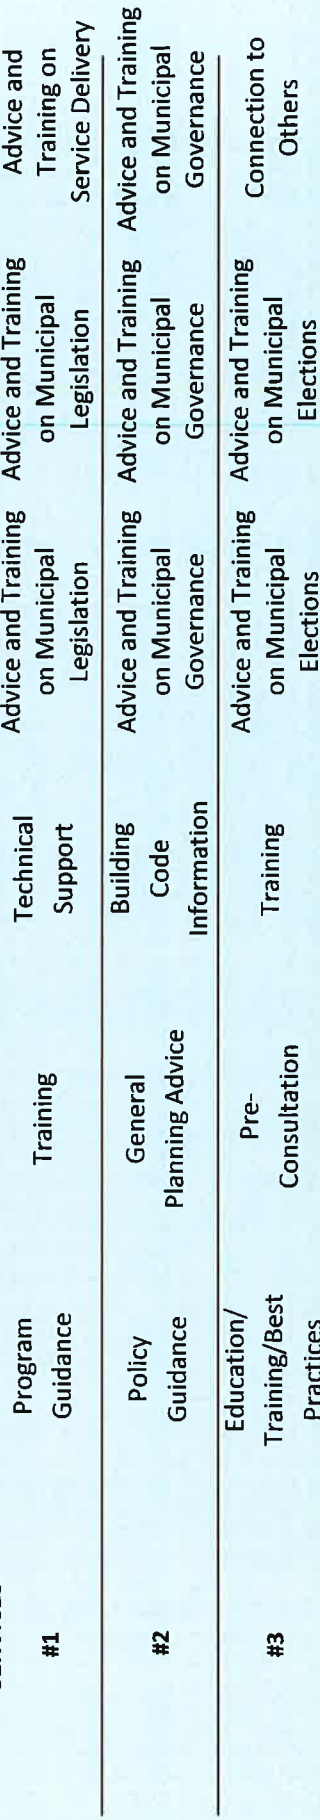 #1
Program
Guidance
Training
Technical
Support
Advice and Training
on Municipal
Legislation
Advice and Training
on Municipal
Legislation
Advice and
Training on
Service Delivery
#2
Policy
Guidance
General
Planning Advice
Building
Code
Information
Advice and Training
on Municipal
Governance
Advice and Training
on Municipal
Governance
Advice and Training
on Municipal
Governance
#3
Education/
Training/Best
Practices
Pre-
Consultation
Training
Advice and Training
on Municipal
Elections
Advice and Training
on Municipal
Elections
Connection to
Others